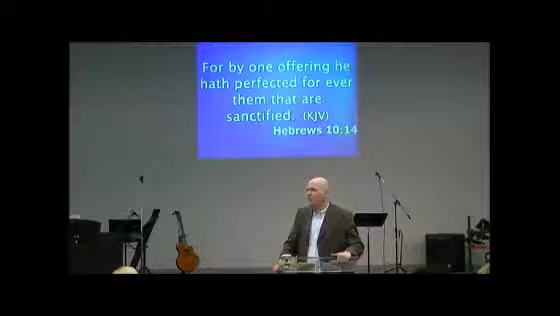 For by one offering he
hath perfected for ever
them that are
sanctified. (KJV)
Hebrews 10:14